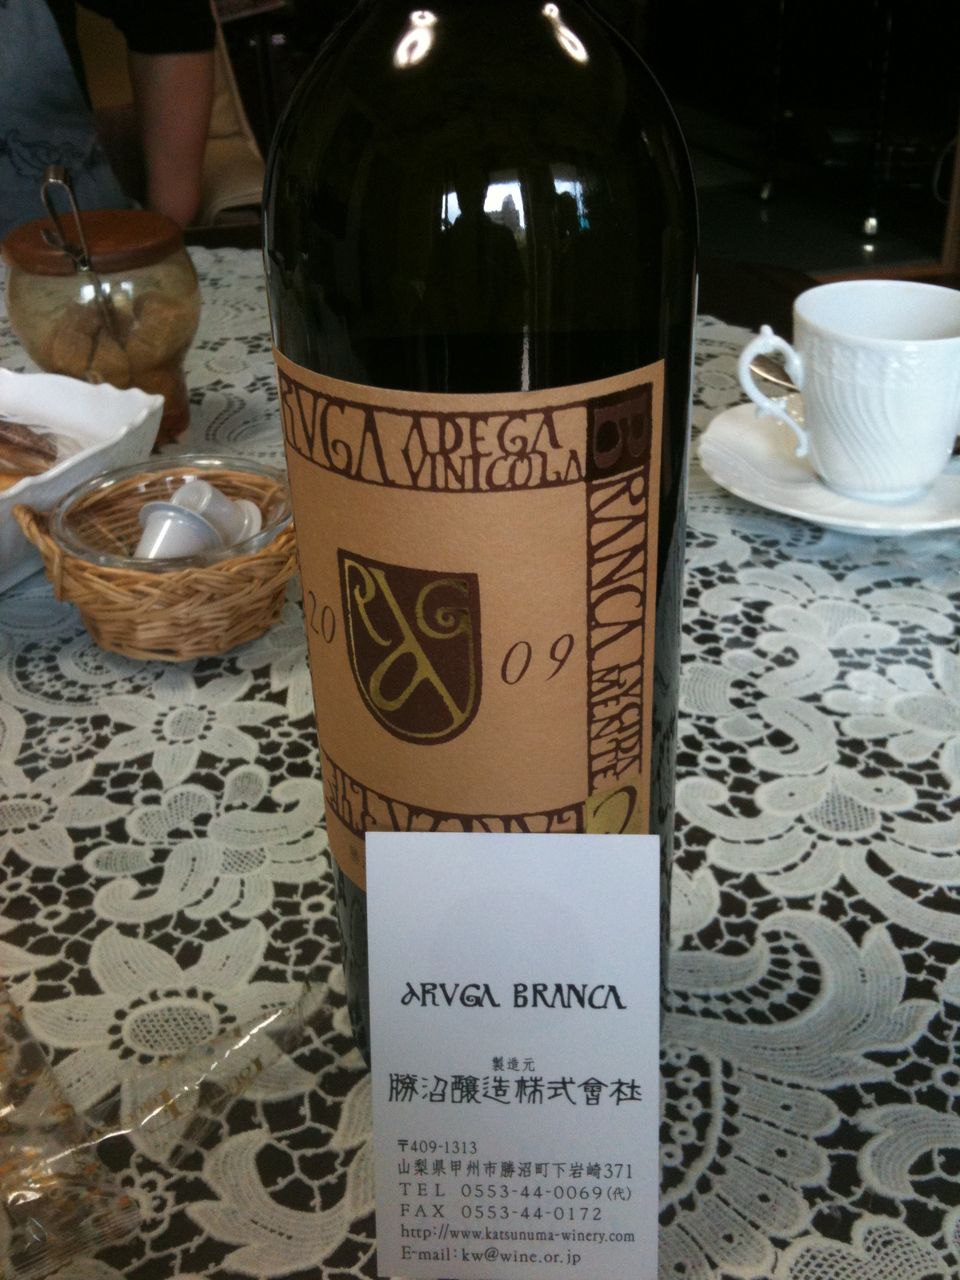 ARVGA AREGA
VINICOLA
BRANCA
MENTE
20 09
ARVGA BRANCA
製造元
勝沼醸造株式會社
〒409-1313
山梨県甲州市勝沼町下岩崎371
TEL 0553-44-0069(代)
FAX 0553-44-0172
http://www.katsunuma-winery.com
E-mail:kw@wine.or.jp